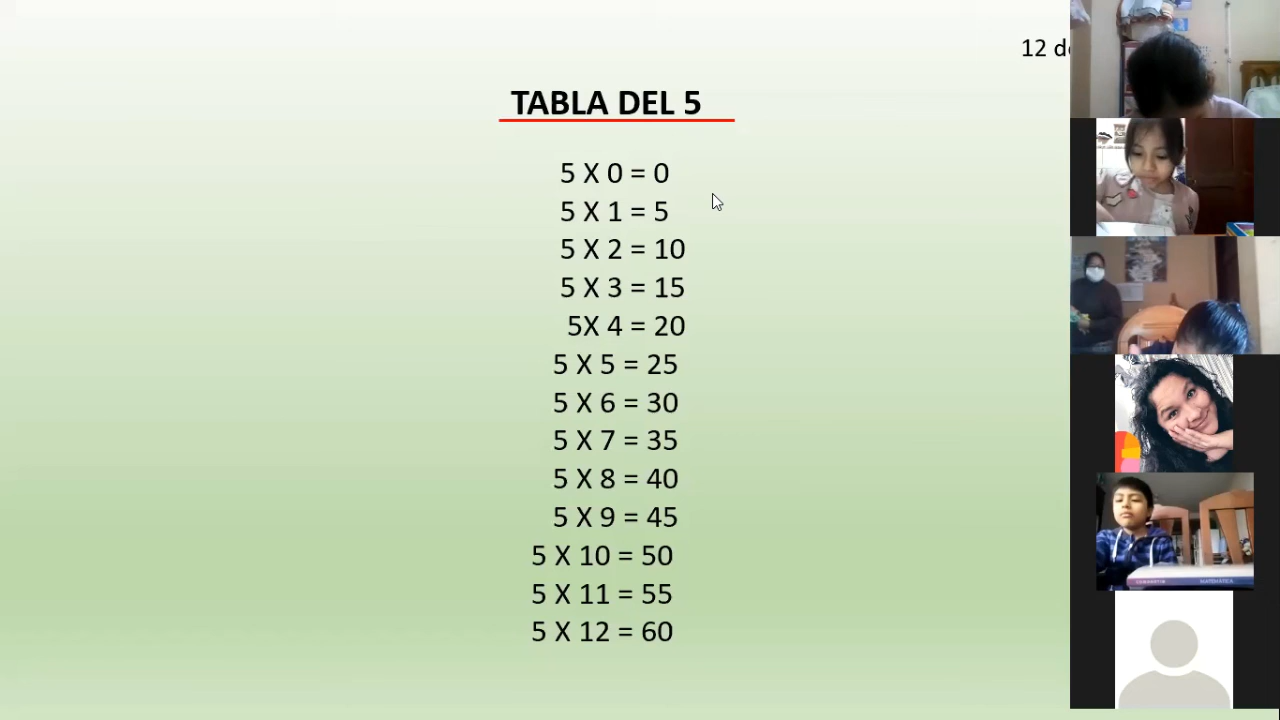 12 d
TABLA DEL 5
5 X 0 = 0
5 X 1 = 5
5 X 2 = 10
5 X 3 = 15
5X 4 = 20
5 X 5 = 25
5 X 6 = 30
5 X 7 = 35
5 X 8 = 40
5 X 9 = 45
5 X 10 = 50
5 X 11 = 55
5 X 12 = 60
MATEMÁTICA